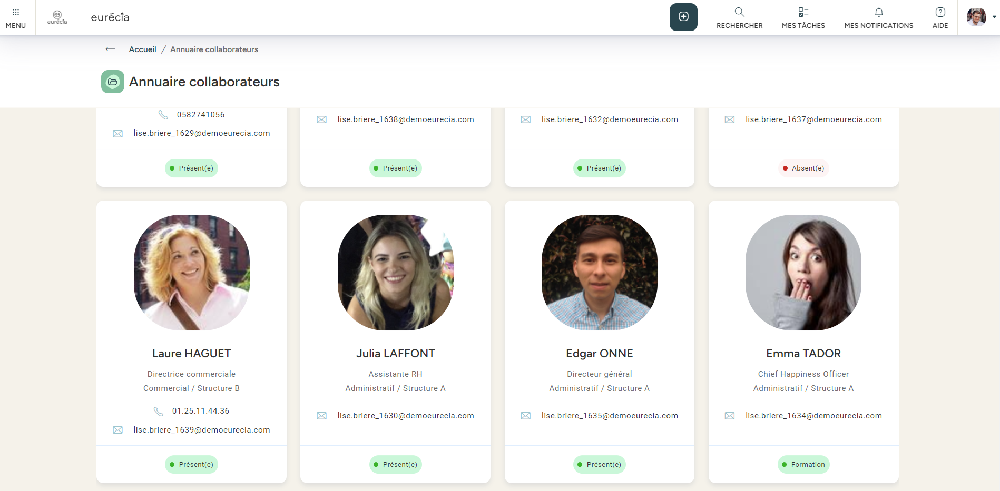 MENU
eurécia
eurécia
RECHERCHER
MES TÂCHES
MES NOTIFICATIONS
AIDE
Accueil / Annuaire collaborateurs
Annuaire collaborateurs
0582741056
lise.briere_1629@demoeurecia.com
Présent(e)
lise.briere_1638@demoeurecia.com
Présent(e)
lise.briere_1632@demoeurecia.com
Présent(e)
lise.briere_1637@demoeurecia.com
Absent(e)
Laure HAGUET
Directrice commerciale
Commercial / Structure B
01.25.11.44.36
lise.briere_1639@demoeurecia.com
Présent(e)
Julia LAFFONT
Assistante RH
Administratif / Structure A
lise.briere_1630@demoeurecia.com
Présent(e)
Edgar ONNE
Directeur général
Administratif / Structure A
lise.briere_1635@demoeurecia.com
Présent(e)
Emma TADOR
Chief Happiness Officer
Administratif / Structure A
lise.briere_1634@demoeurecia.com
Formation